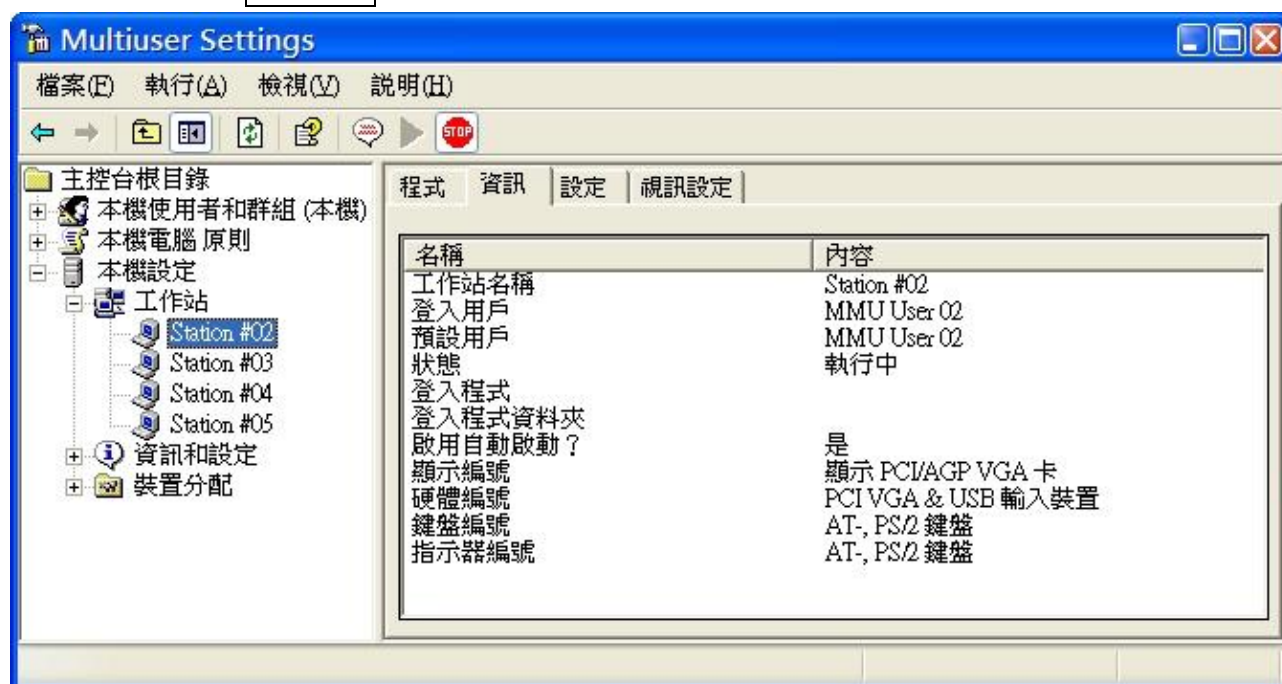 Multiuser Settings
檔案(F) 執行(A) 檢視(V) 説明(H)
STOP
主控台根目錄
本機使用者和群組 (本機)
本機電腦 原則
本機設定
工作站
Station #02
Station #03
Station #04
Station #05
資訊和設定
裝置分配
程式 資訊 設定 視訊設定
名稱 內容
工作站名稱 Station #02
登入用戶 MMU User 02
預設用戶 MMU User 02
狀態 執行中
登入程式
登入程式資料夾
啟用自動啟動？ 是
顯示編號 顯示 PCI/AGP VGA 卡
硬體編號 PCI VGA & USB 輸入裝置
鍵盤編號 AT-, PS/2 鍵盤
指示器編號 AT-, PS/2 鍵盤